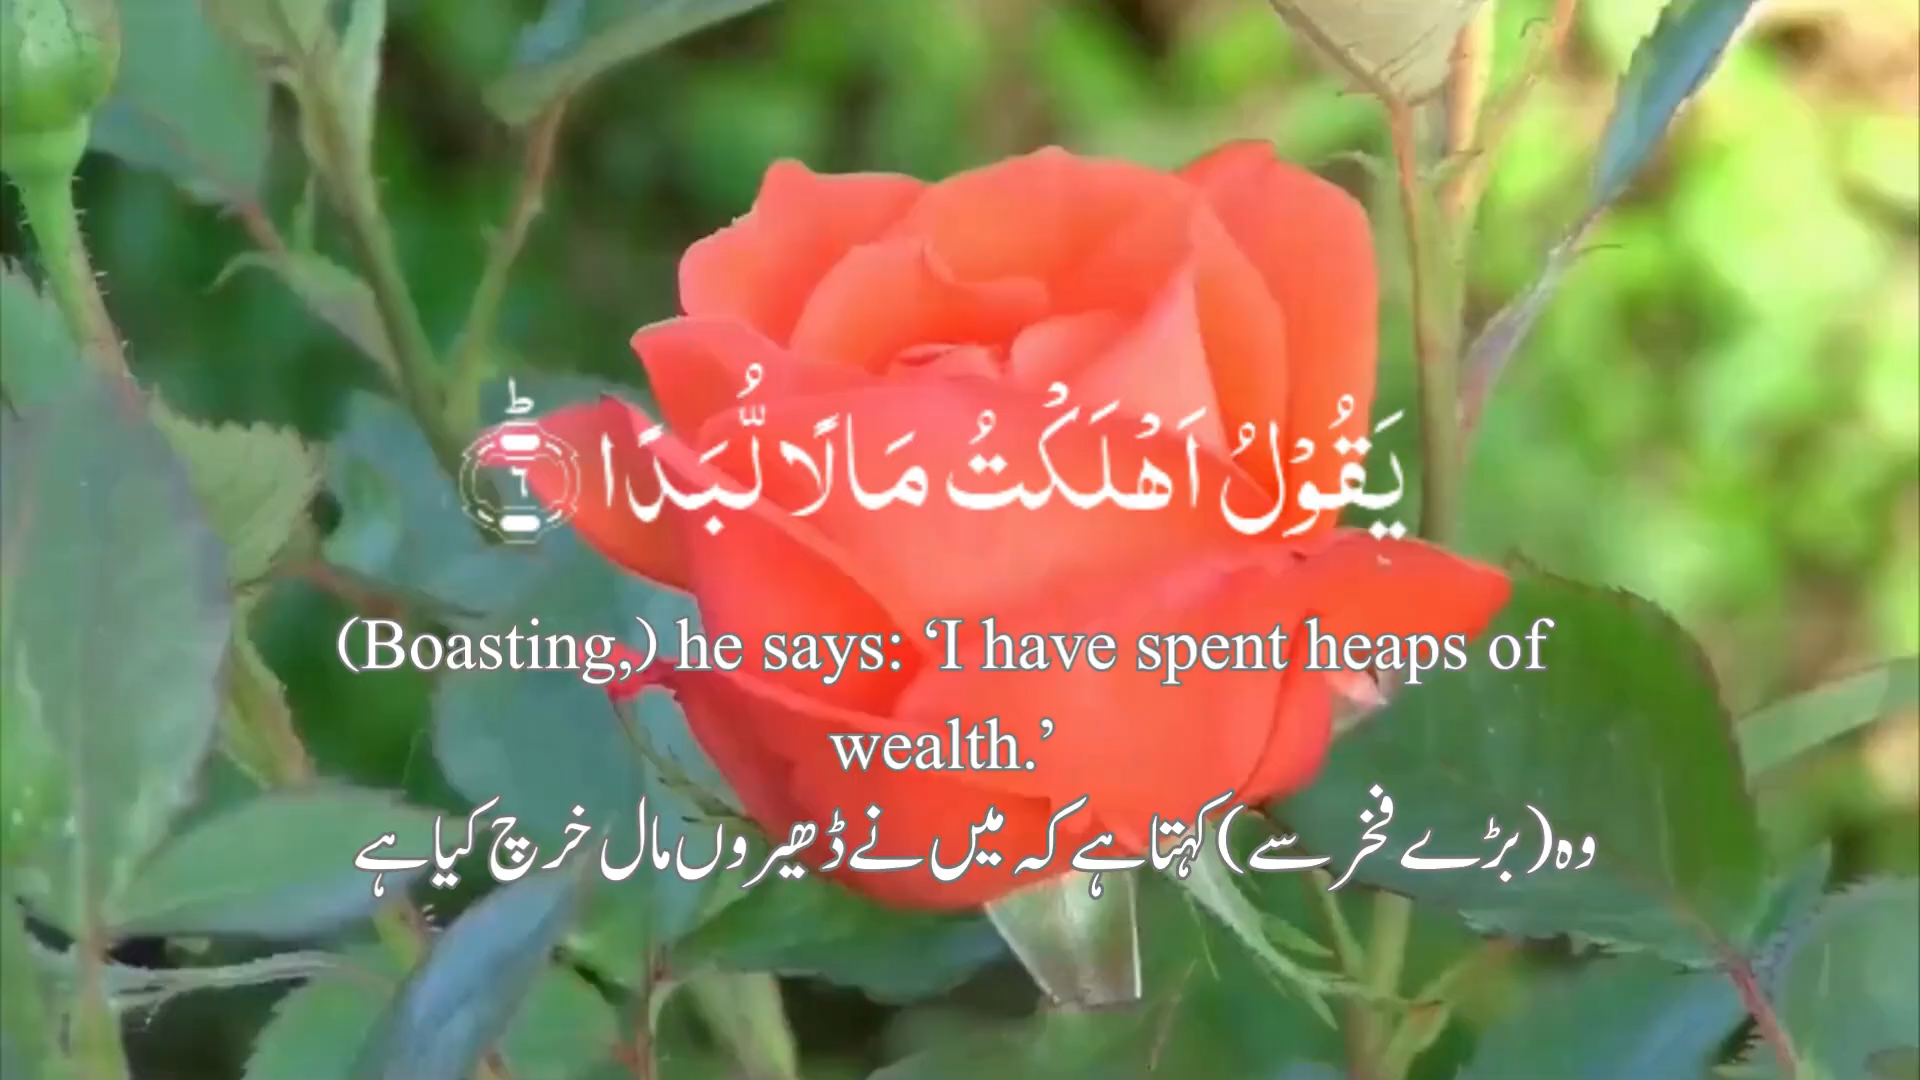 يَقُوْلُ اَهْلَكْتُ مَالًا لُّبَدًا ؕ ٦
(Boasting,) he says: ‘I have spent heaps of
wealth.’
وہ (بڑے فخر سے) کہتا ہے کہ میں نے ڈھیروں مال خرچ کیا ہے